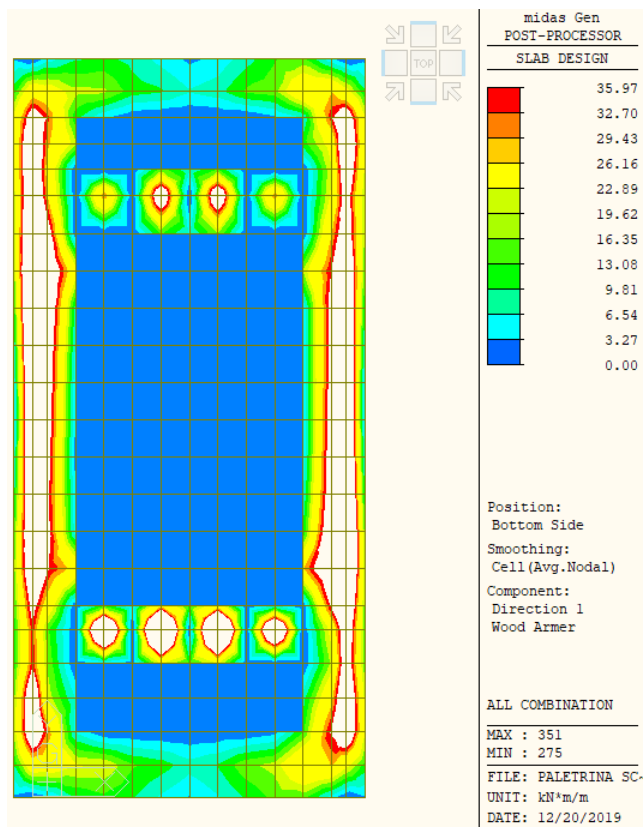 midas Gen
POST-PROCESSOR
SLAB DESIGN
TOP
35.97
32.70
29.43
26.16
22.89
19.62
16.35
13.08
9.81
6.54
3.27
0.00
Position:
Bottom Side
Smoothing:
Cell(Avg.Nodal)
Component:
Direction 1
Wood Armer
ALL COMBINATION
MAX : 351
MIN : 275
FILE: PALETRINA SC-
UNIT: kN*m/m
DATE: 12/20/2019